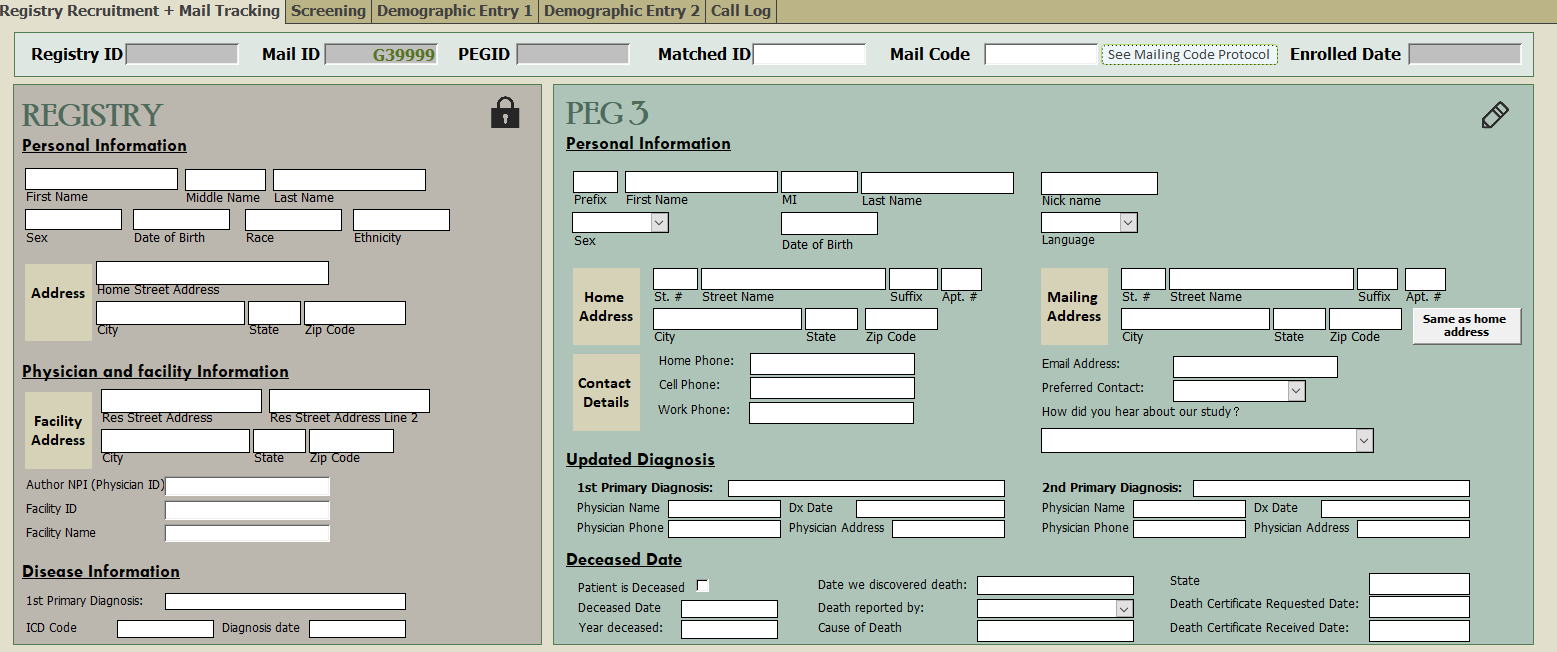 Registry Recruitment + Mail Tracking Screening Demographic Entry 1 Demographic Entry 2 Call Log
Registry ID Mail ID G39999 PEGID Matched ID Mail Code See Mailing Code Protocol Enrolled Date
REGISTRY
Personal Information
First Name Middle Name Last Name
Sex Date of Birth Race Ethnicity
Address
Home Street Address
City State Zip Code
Physician and facility Information
Facility Address
Res Street Address Res Street Address Line 2
City State Zip Code
Author NPI (Physician ID)
Facility ID
Facility Name
Disease Information
1st Primary Diagnosis:
ICD Code Diagnosis date
PEG 3
Personal Information
Prefix First Name MI Last Name Nick name
Sex Date of Birth Language
Home Address
St. # Street Name Suffix Apt. #
City State Zip Code
Mailing Address
St. # Street Name Suffix Apt. #
City State Zip Code
Same as home address
Contact Details
Home Phone:
Cell Phone:
Work Phone:
Email Address:
Preferred Contact:
How did you hear about our study?
Updated Diagnosis
1st Primary Diagnosis:
Physician Name Dx Date
Physician Phone Physician Address
2nd Primary Diagnosis:
Physician Name Dx Date
Physician Phone Physician Address
Deceased Date
Patient is Deceased Date we discovered death: State
Deceased Date Death reported by: Death Certificate Requested Date:
Year deceased: Cause of Death Death Certificate Received Date: